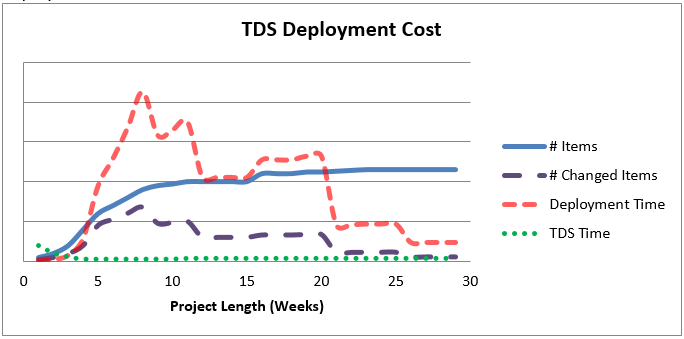 TDS Deployment Cost
# Items
# Changed Items
Deployment Time
TDS Time
0 5 10 15 20 25 30
Project Length (Weeks)